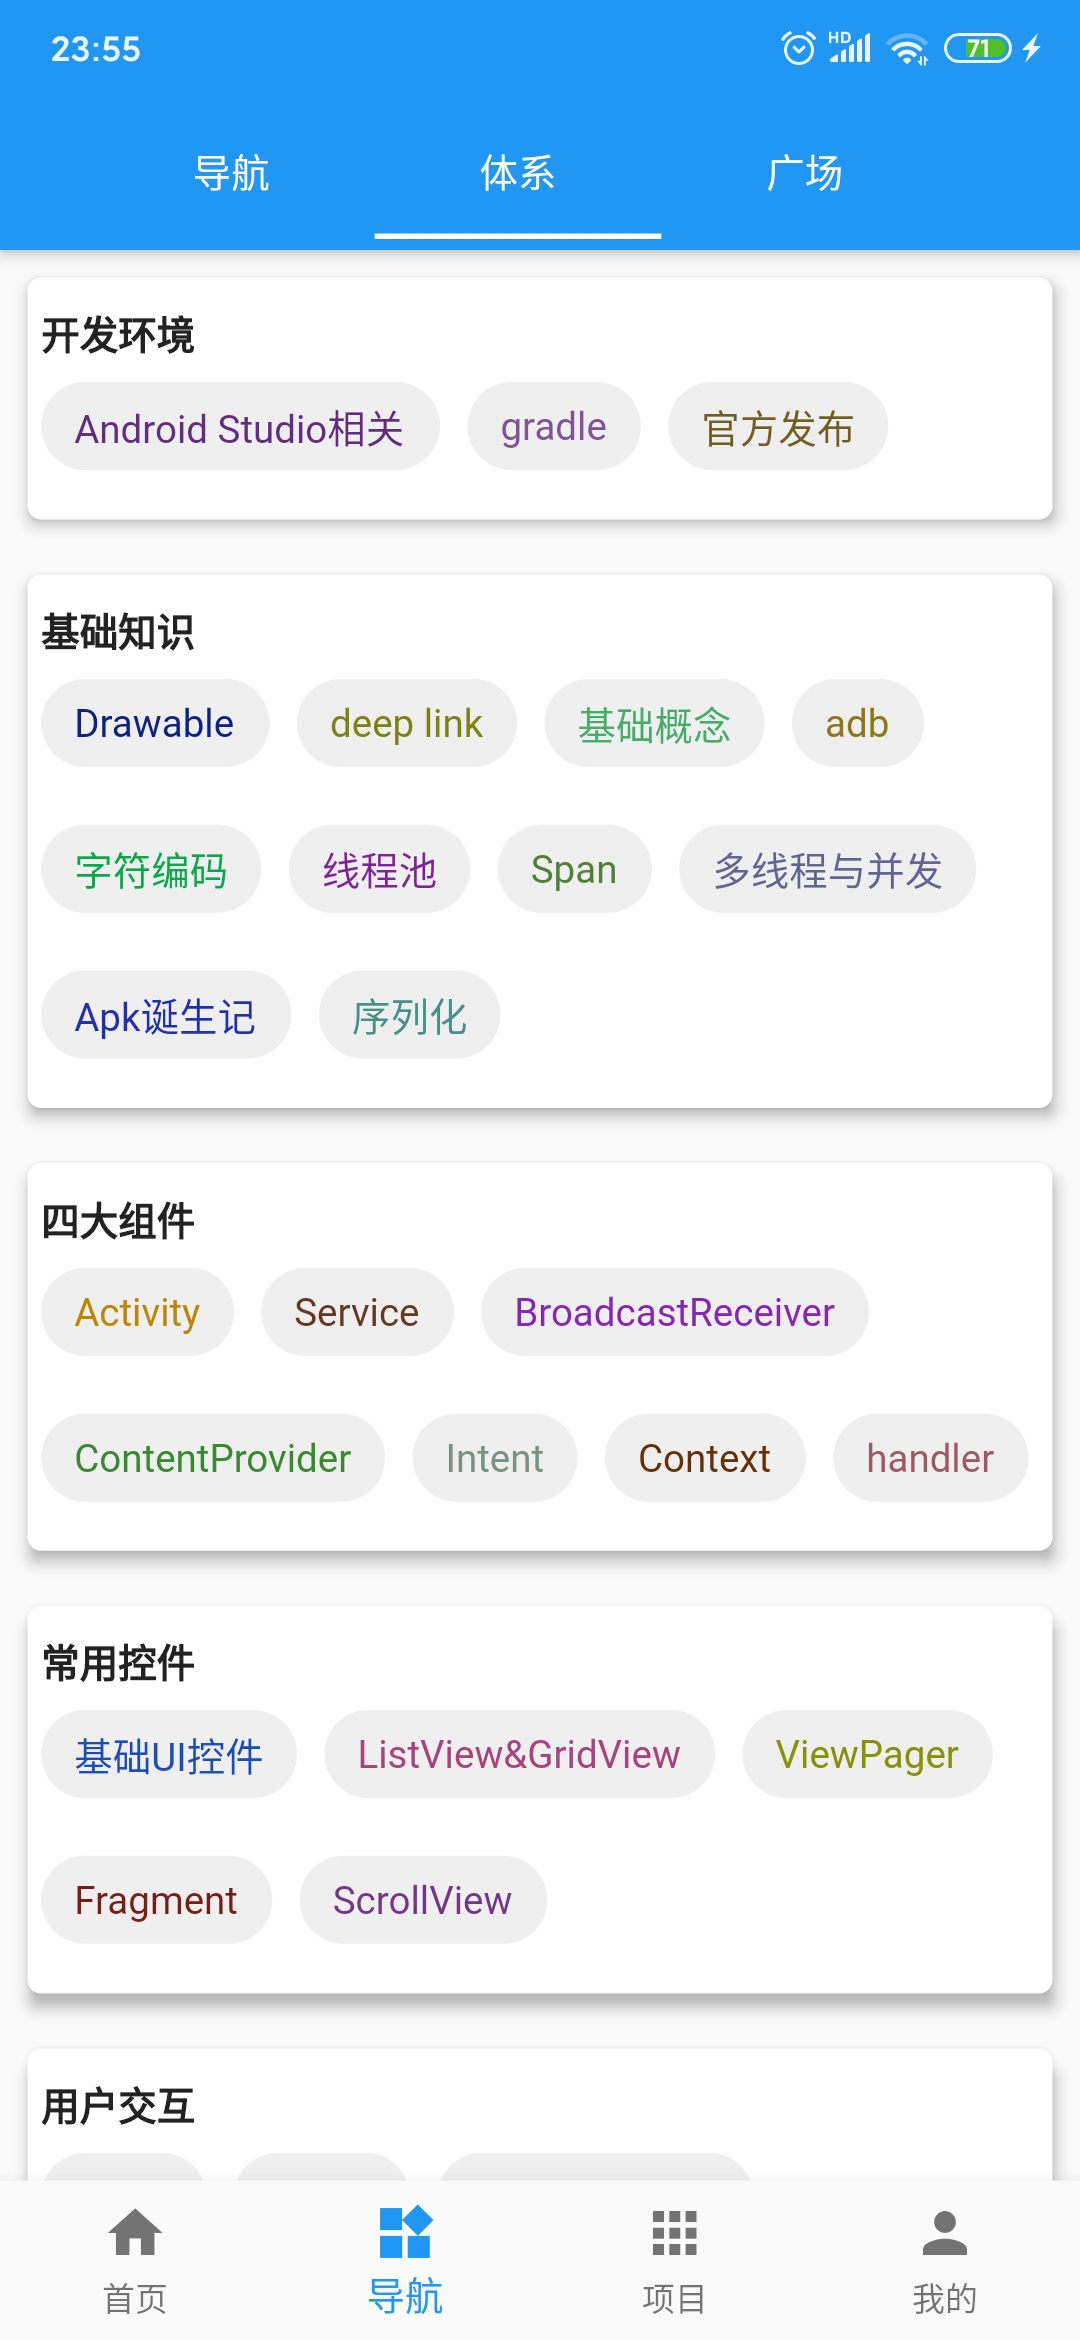 23:55 HD 71
导航 体系 广场
开发环境
Android Studio相关 gradle 官方发布
基础知识
Drawable deep link 基础概念 adb
字符编码 线程池 Span 多线程与并发
Apk诞生记 序列化
四大组件
Activity Service BroadcastReceiver
ContentProvider Intent Context handler
常用控件
基础UI控件 ListView&GridView ViewPager
Fragment ScrollView
用户交互
首页 导航 项目 我的